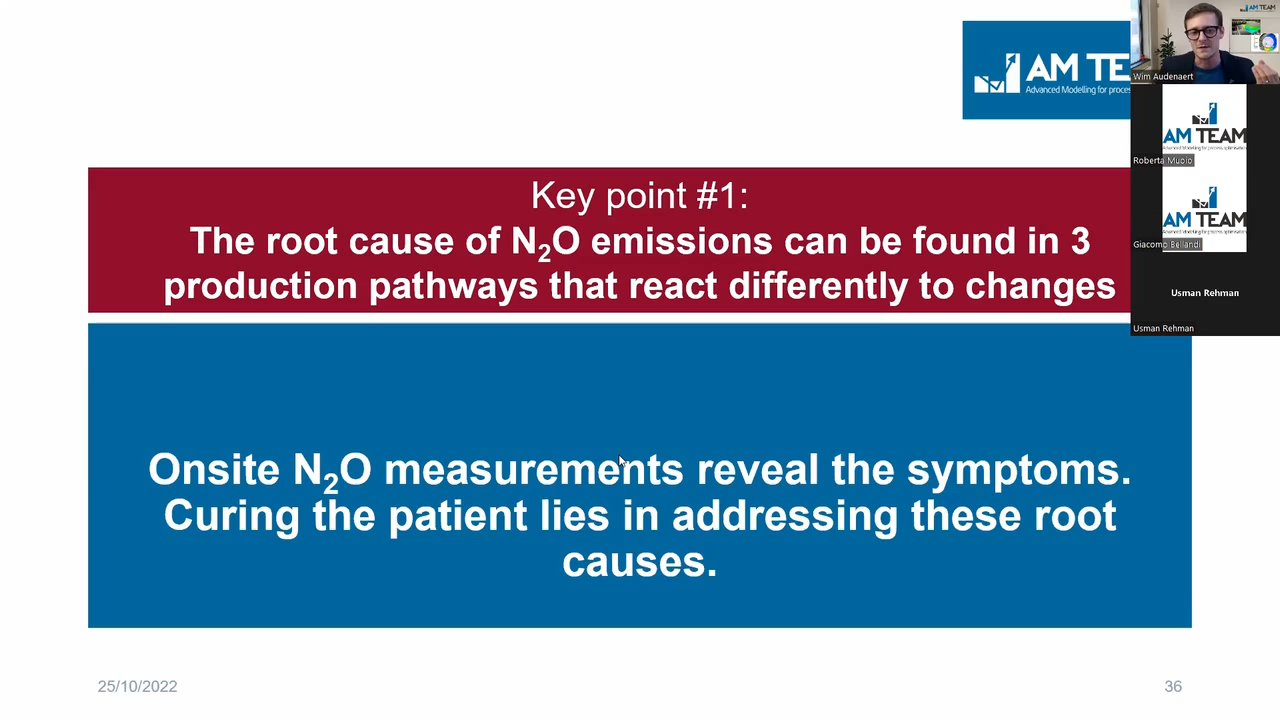 AM TE
Advanced Modelling for proces
Key point #1:
The root cause of N₂O emissions can be found in 3
production pathways that react differently to changes
Onsite N₂O measurements reveal the symptoms.
Curing the patient lies in addressing these root
causes.
25/10/2022
36
AM TEAM
Wim Audenaert
AM TEAM
Roberta Muoio
AM TEAM
Giacomo Bellandi
Usman Rehman
Usman Rehman